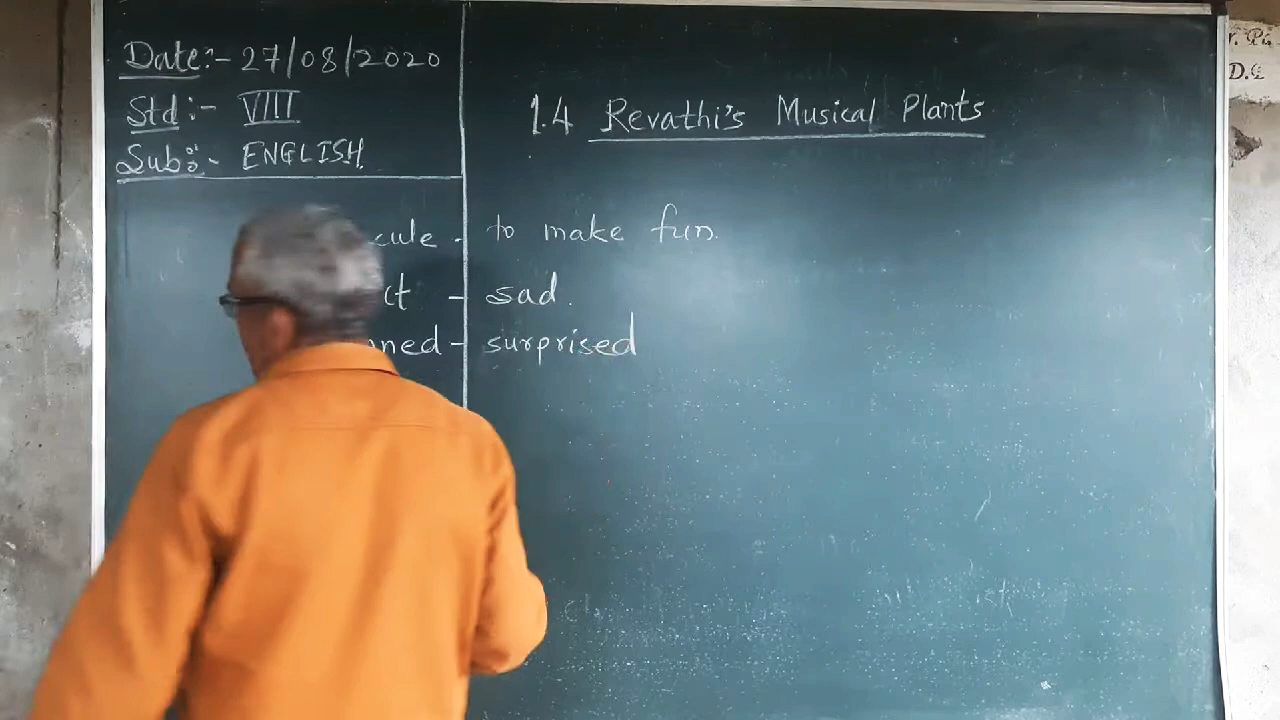 Date:- 27/08/2020
Std:- VIII
Sub:- ENGLISH
1.4 Revathi's Musical Plants
cule - to make fun.
ct - sad.
ned - surprised